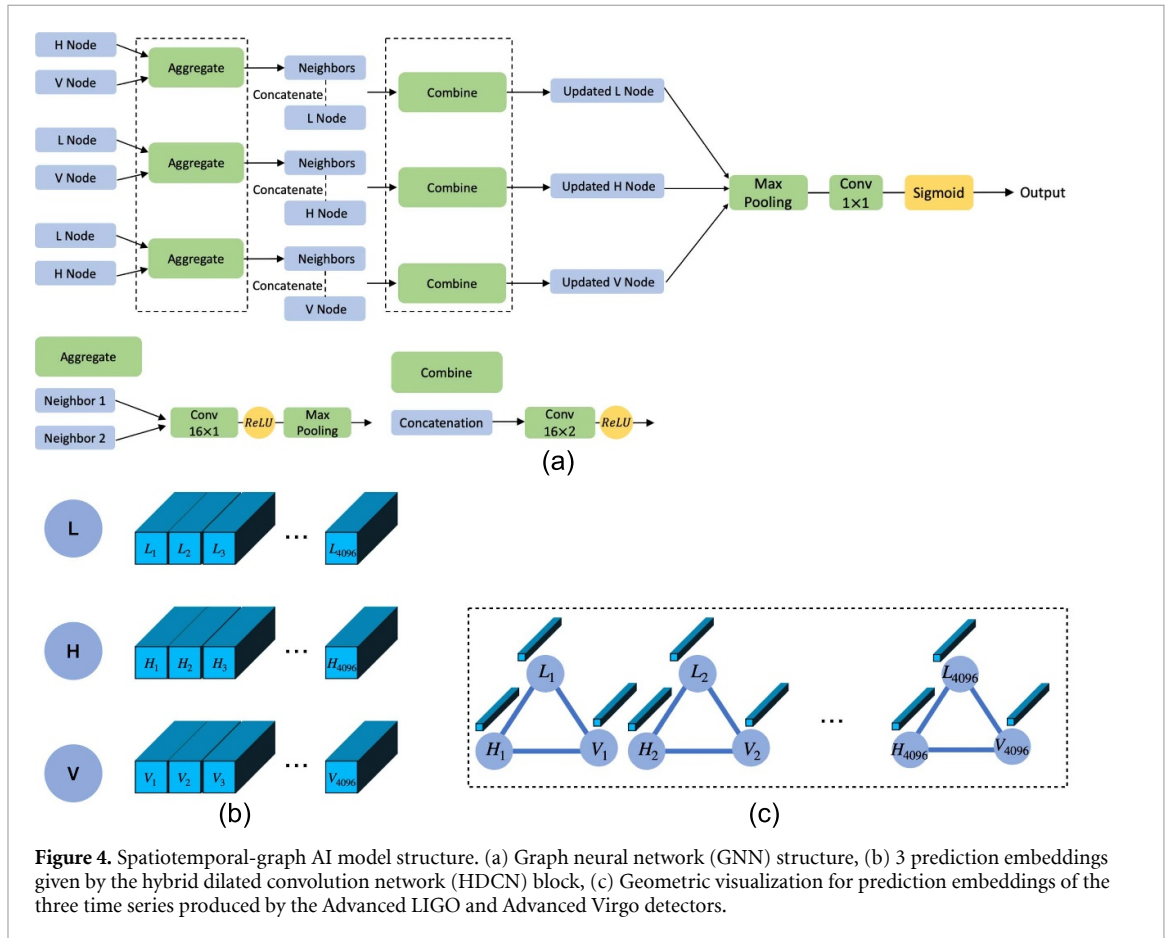 H Node
V Node
Aggregate
Neighbors
Concatenate
L Node
Combine
Updated L Node
L Node
V Node
Aggregate
Neighbors
Concatenate
H Node
Combine
Updated H Node
Max
Pooling
Conv
1×1
Sigmoid
Output
L Node
H Node
Aggregate
Neighbors
Concatenate
V Node
Combine
Updated V Node
Aggregate
Neighbor 1
Neighbor 2
Conv
16×1
ReLU
Max
Pooling
Combine
Concatenation
Conv
16×2
ReLU
(a)
L
L1 L2 L3 ... L4096
H
H1 H2 H3 ... H4096
V
V1 V2 V3 ... V4096
(b)
L1 L2 L4096
...
H1 V1 H2 V2 H4096 V4096
(c)
Figure 4. Spatiotemporal-graph AI model structure. (a) Graph neural network (GNN) structure, (b) 3 prediction embeddings
given by the hybrid dilated convolution network (HDCN) block, (c) Geometric visualization for prediction embeddings of the
three time series produced by the Advanced LIGO and Advanced Virgo detectors.